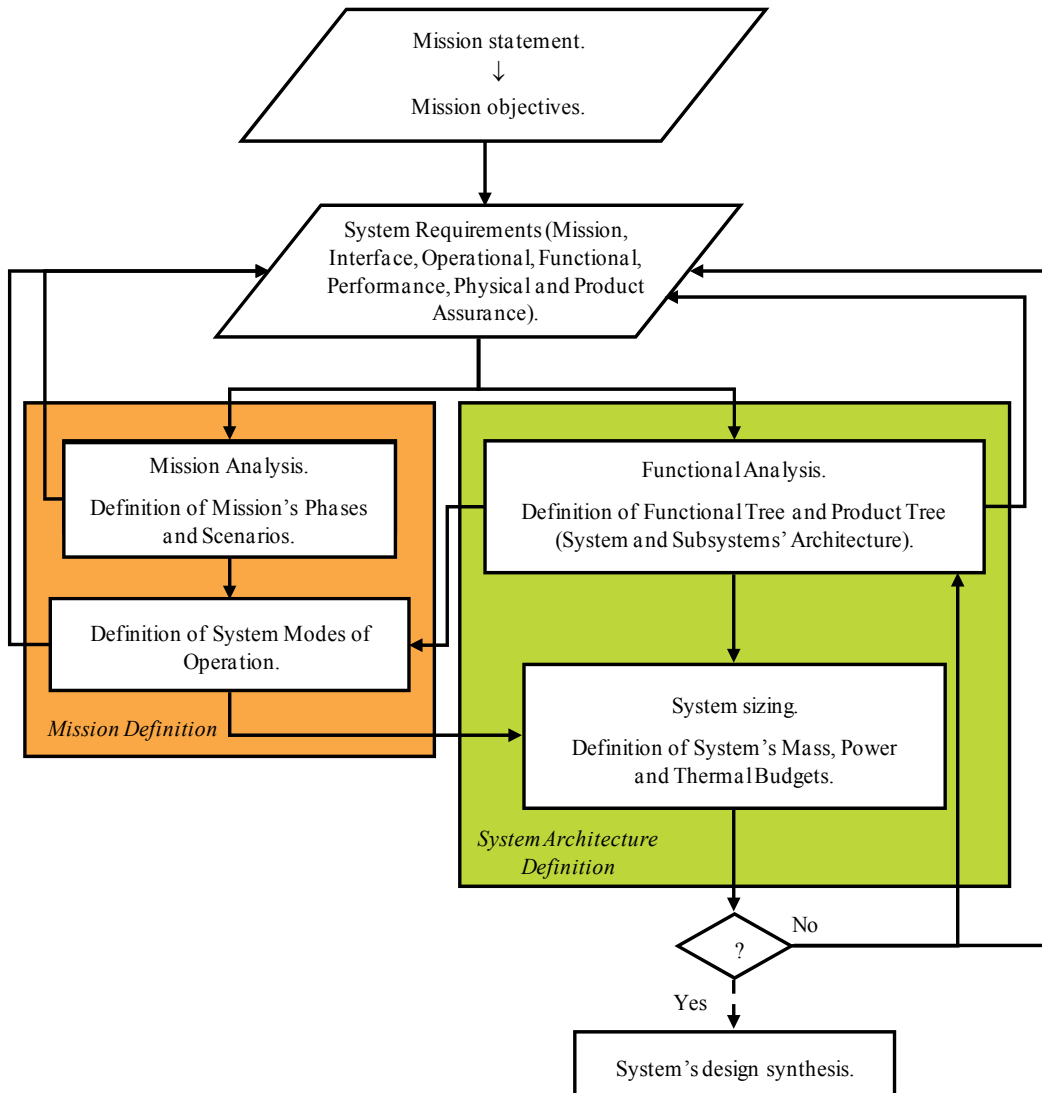 Mission statement.
↓
Mission objectives.
System Requirements (Mission,
Interface, Operational, Functional,
Performance, Physical and Product
Assurance).
Mission Analysis.
Definition of Mission's Phases
and Scenarios.
Definition of System Modes of
Operation.
Mission Definition
Functional Analysis.
Definition of Functional Tree and Product Tree
(System and Subsystems' Architecture).
System sizing.
Definition of System's Mass, Power
and Thermal Budgets.
System Architecture
Definition
?
No
Yes
System's design synthesis.